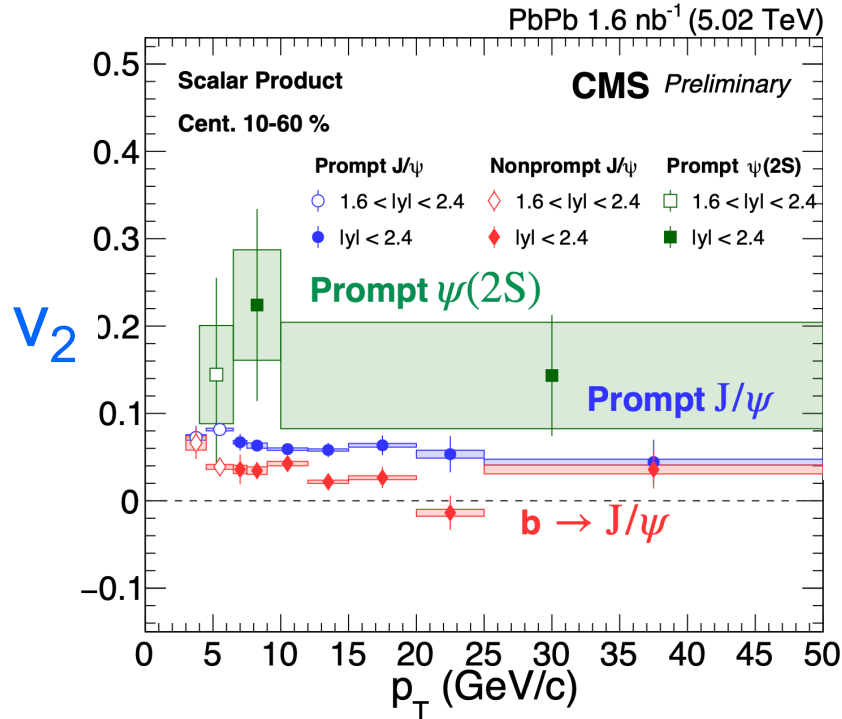 PbPb 1.6 nb⁻¹ (5.02 TeV)
Scalar Product
CMS Preliminary
Cent. 10-60 %
Prompt J/ψ Nonprompt J/ψ Prompt ψ(2S)
1.6 < |y| < 2.4 1.6 < |y| < 2.4 1.6 < |y| < 2.4
|y| < 2.4 |y| < 2.4 |y| < 2.4
Prompt ψ(2S)
Prompt J/ψ
b → J/ψ
v₂
0.5
0.4
0.3
0.2
0.1
0
−0.1
0 5 10 15 20 25 30 35 40 45 50
p_T (GeV/c)